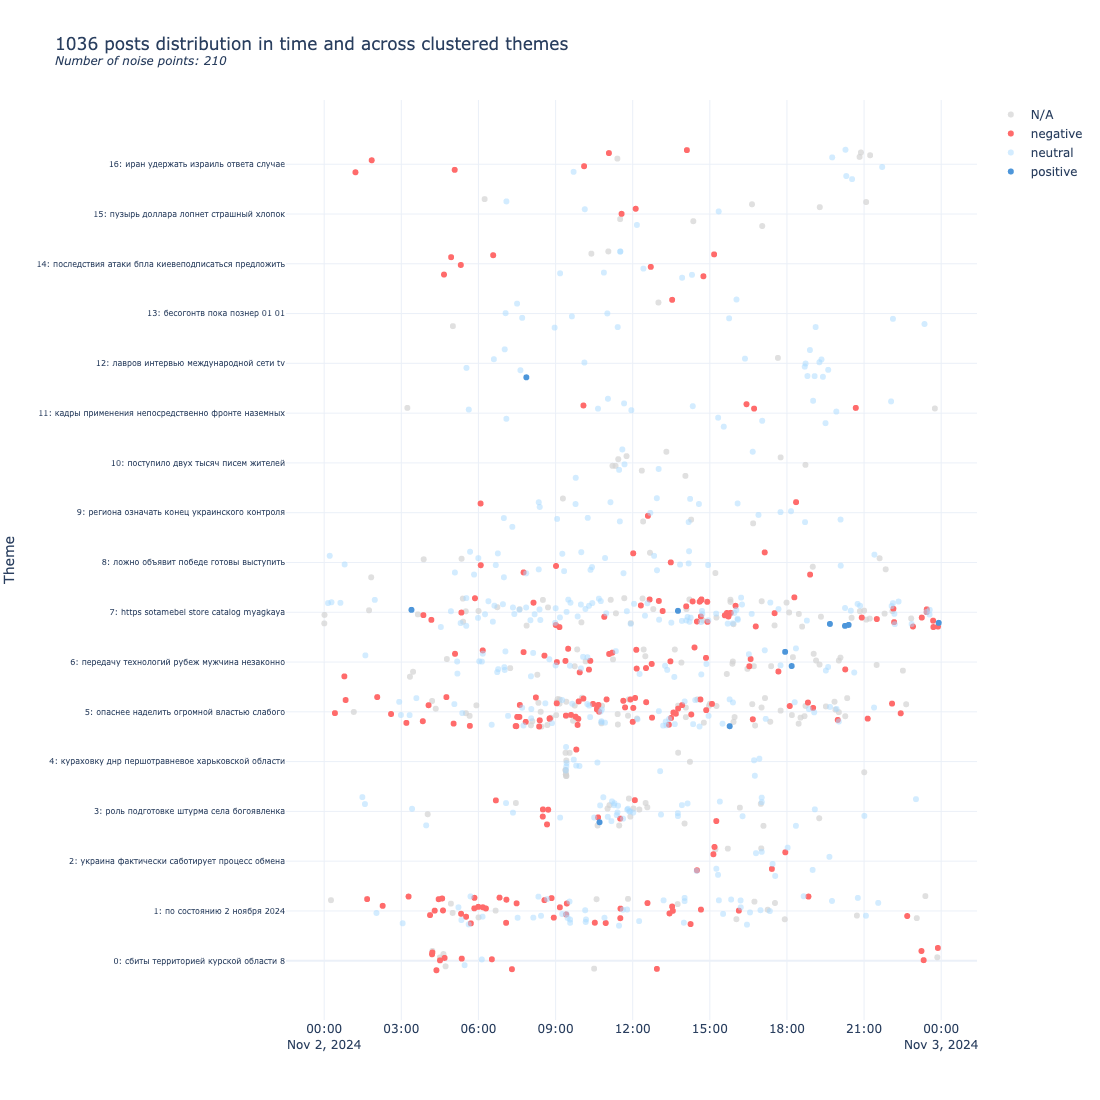 1036 posts distribution in time and across clustered themes
Number of noise points: 210
N/A
negative
neutral
positive
Theme
16: иран удержать израиль ответа случае
15: пузырь доллара лопнет страшный хлопок
14: последствия атаки бпла киевеподписаться предложить
13: бесогонтв пока познер 01 01
12: лавров интервью международной сети tv
11: кадры применения непосредственно фронте наземных
10: поступило двух тысяч писем жителей
9: региона означать конец украинского контроля
8: ложно объявит победе готовы выступить
7: https sotamebel store catalog myagkaya
6: передачу технологий рубеж мужчина незаконно
5: опаснее наделить огромной властью слабого
4: кураховку днр першотравневое харьковской области
3: роль подготовке штурма села богоявленка
2: украина фактически саботирует процесс обмена
1: по состоянию 2 ноября 2024
0: сбиты территорией курской области 8
00:00 03:00 06:00 09:00 12:00 15:00 18:00 21:00 00:00
Nov 2, 2024 Nov 3, 2024